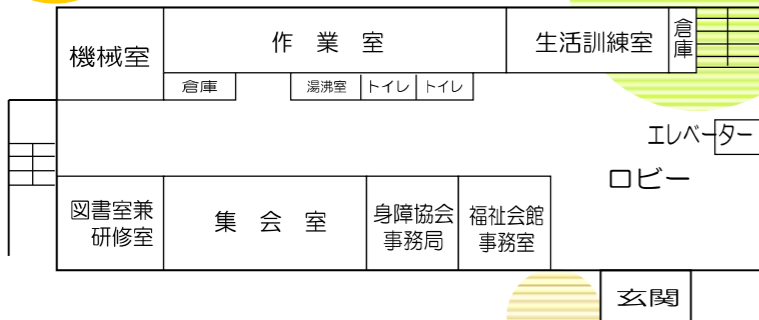 機械室
作業室
生活訓練室
倉庫
倉庫
湯沸室
トイレ
トイレ
エレベーター
ロビー
図書室兼
研修室
集会室
身障協会
事務局
福祉会館
事務室
玄関